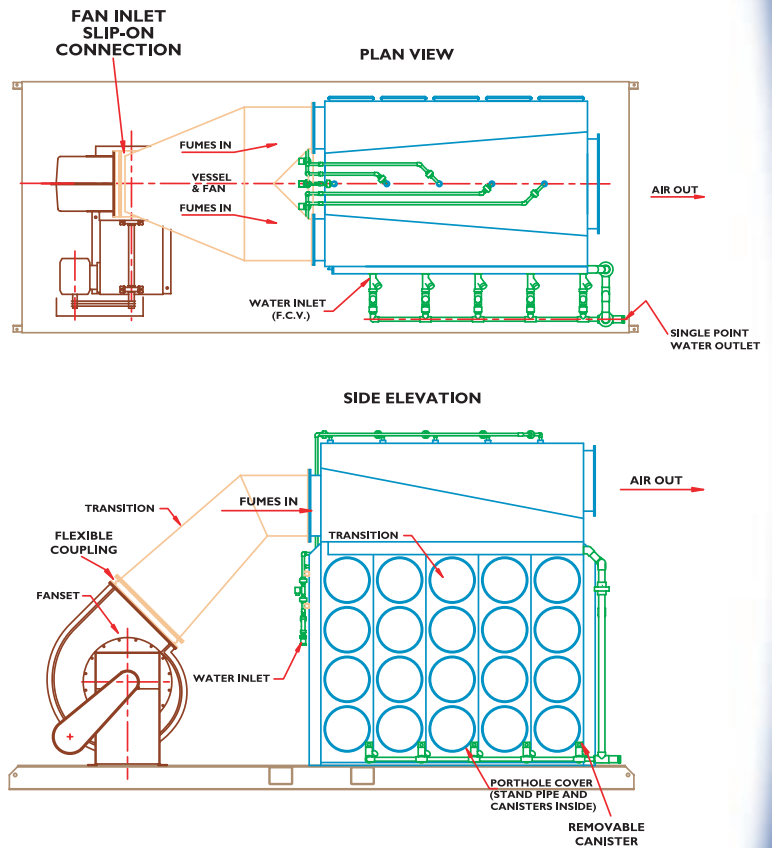 FAN INLET
SLIP-ON
CONNECTION
PLAN VIEW
FUMES IN
VESSEL
& FAN
FUMES IN
AIR OUT
WATER INLET
(F.C.V.)
SINGLE POINT
WATER OUTLET
SIDE ELEVATION
TRANSITION
FUMES IN
AIR OUT
FLEXIBLE
COUPLING
TRANSITION
FANSET
WATER INLET
PORTHOLE COVER
(STAND PIPE AND
CANISTERS INSIDE)
REMOVABLE
CANISTER